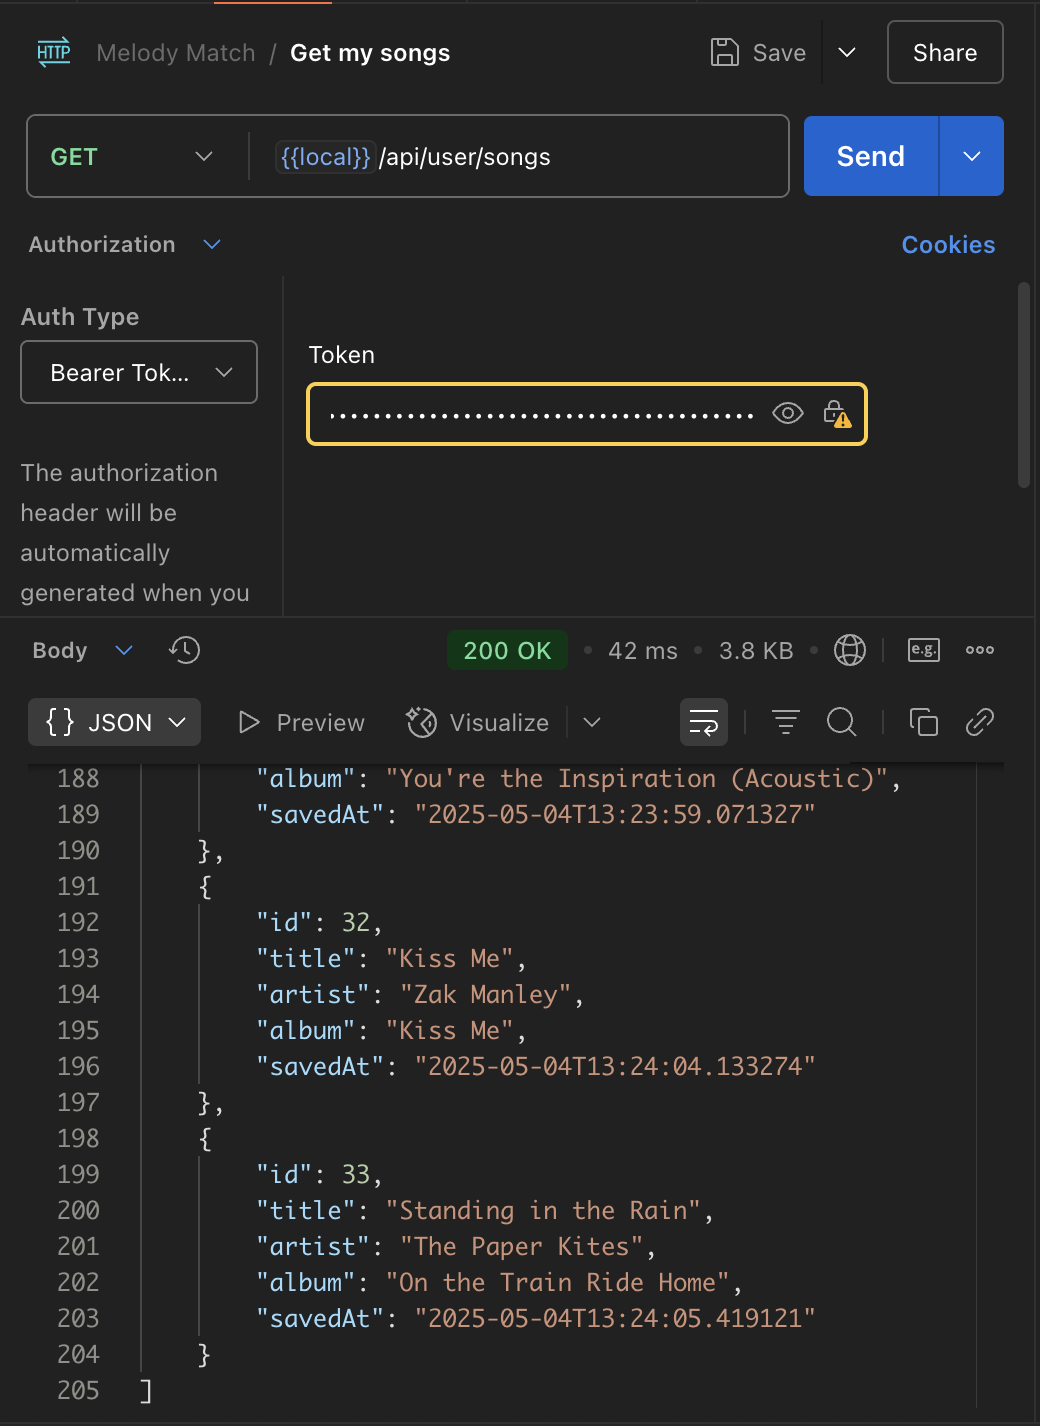 HTTP Melody Match / Get my songs Save Share
GET {{local}}/api/user/songs Send
Authorization Cookies
Auth Type
Bearer Tok...
Token
The authorization
header will be
automatically
generated when you
Body 200 OK • 42 ms • 3.8 KB • e.g.
{} JSON Preview Visualize
188 "album": "You're the Inspiration (Acoustic)",
189 "savedAt": "2025-05-04T13:23:59.071327"
190 },
191 {
192 "id": 32,
193 "title": "Kiss Me",
194 "artist": "Zak Manley",
195 "album": "Kiss Me",
196 "savedAt": "2025-05-04T13:24:04.133274"
197 },
198 {
199 "id": 33,
200 "title": "Standing in the Rain",
201 "artist": "The Paper Kites",
202 "album": "On the Train Ride Home",
203 "savedAt": "2025-05-04T13:24:05.419121"
204 }
205 ]